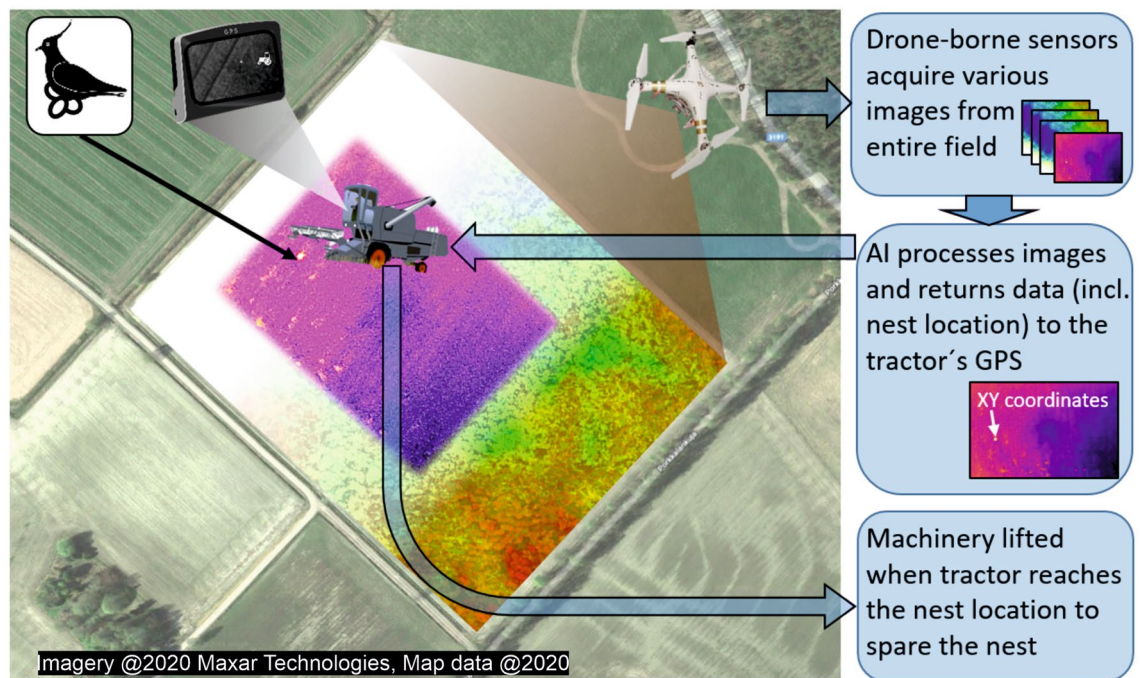 GPS
Drone-borne sensors
acquire various
images from
entire field
AI processes images
and returns data (incl.
nest location) to the
tractor´s GPS
XY coordinates
Machinery lifted
when tractor reaches
the nest location to
spare the nest
Imagery @2020 Maxar Technologies, Map data @2020